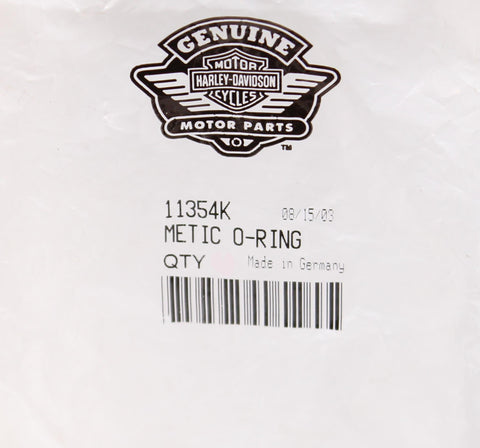 GENUINE
MOTOR
HARLEY-DAVIDSON
CYCLES
MOTOR PARTS
TM
11354K 08/15/03
METIC O-RING
QTY Made in Germany